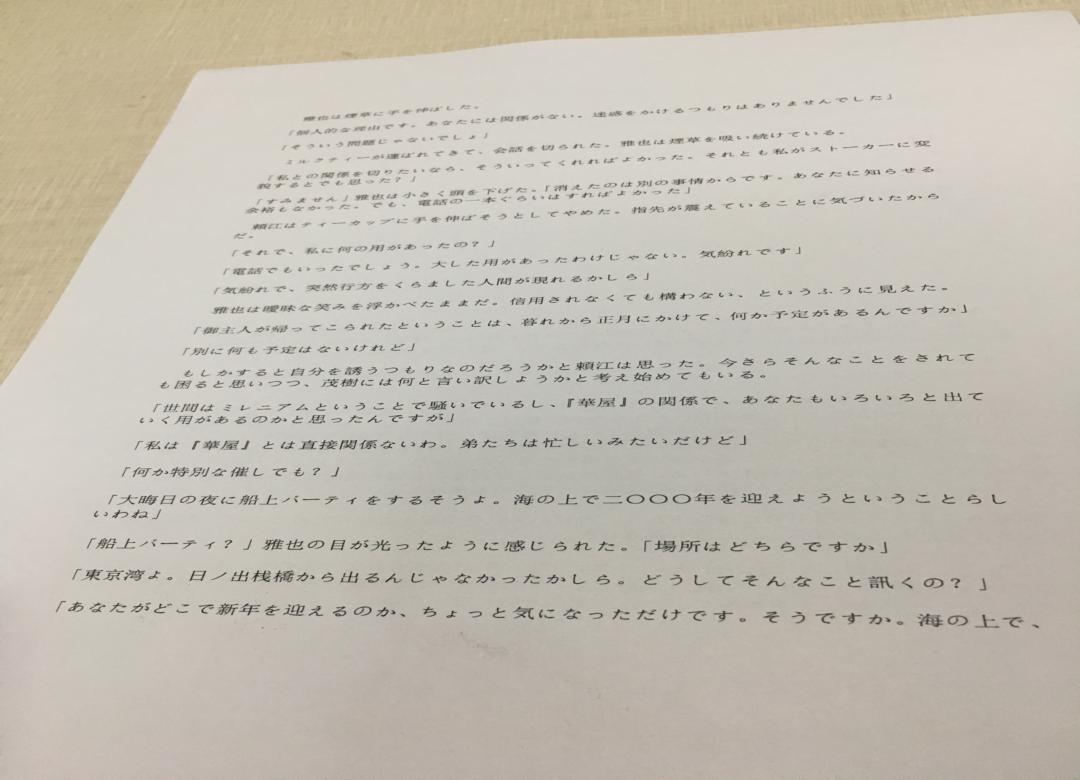 雅也は煙草に手を伸ばした。
「個人的な理由です。あなたには関係がない。迷惑をかけるつもりはありませんでした」
「そういう問題じゃないでしょ」
ミルクティーが運ばれてきて、会話を切られた。雅也は煙草を吸い続けている。
「私との関係を切りたいなら、そういってくれればよかった。それとも私がストーカーに変
貌するとでも思った？」
「すみません」雅也は小さく頭を下げた。「消えたのは別の事情からです。あなたに知らせる
余裕もなかった。でも、電話の一本ぐらいはすればよかった」
頼江はティーカップに手を伸ばそうとしてやめた。指先が震えていることに気づいたから
だ。
「それで、私に何の用があったの？」
「電話でもいったでしょう。大した用があったわけじゃない。気紛れです」
「気紛れで、突然行方をくらました人間が現れるかしら」
雅也は曖昧な笑みを浮かべたままだ。信用されなくても構わない、というふうに見えた。
「御主人が帰ってこられたということは、暮れから正月にかけて、何か予定があるんですか」
「別に何も予定はないけれど」
もしかすると自分を誘うつもりなのだろうかと頼江は思った。今さらそんなことをされて
も困ると思いつつ、茂樹には何と言い訳しようかと考え始めてもいる。
「世間はミレニアムということで騒いでいるし、『華屋』の関係で、あなたもいろいろと出て
いく用があるのかと思ったんですが」
「私は『華屋』とは直接関係ないわ。弟たちは忙しいみたいだけど」
「何か特別な催しでも？」
「大晦日の夜に船上パーティをするそうよ。海の上で二〇〇〇年を迎えようということらし
いわね」
「船上パーティ？」雅也の目が光ったように感じられた。「場所はどちらですか」
「東京湾よ。日ノ出桟橋から出るんじゃなかったかしら。どうしてそんなこと訊くの？」
「あなたがどこで新年を迎えるのか、ちょっと気になっただけです。そうですか。海の上で、